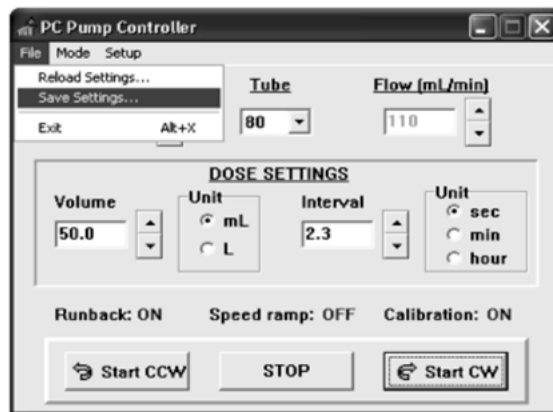 PC Pump Controller
File Mode Setup
Reload Settings...
Save Settings...
Exit Alt+X
Tube Flow (mL/min)
80 110
DOSE SETTINGS
Volume Unit Interval Unit
50.0 mL 2.3 sec
L min
hour
Runback: ON Speed ramp: OFF Calibration: ON
Start CCW STOP Start CW